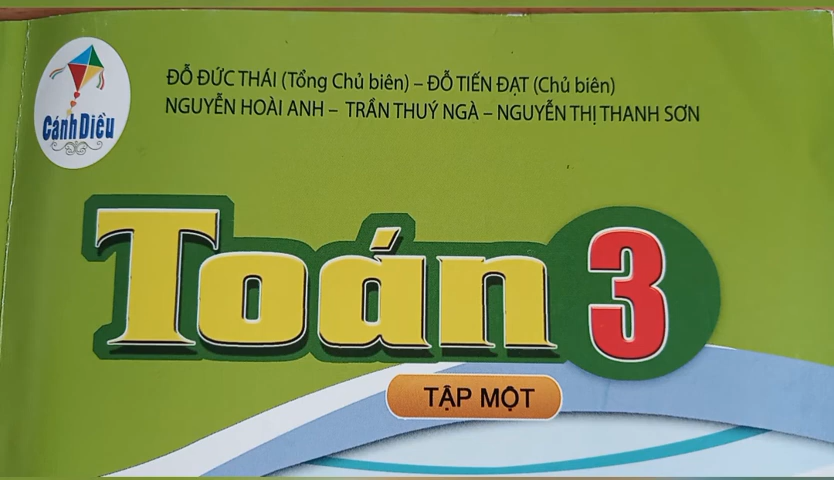 Cánh Diều
ĐỖ ĐỨC THÁI (Tổng Chủ biên) – ĐỖ TIẾN ĐẠT (Chủ biên)
NGUYỄN HOÀI ANH – TRẦN THUÝ NGÀ – NGUYỄN THỊ THANH SƠN
Toán 3
TẬP MỘT